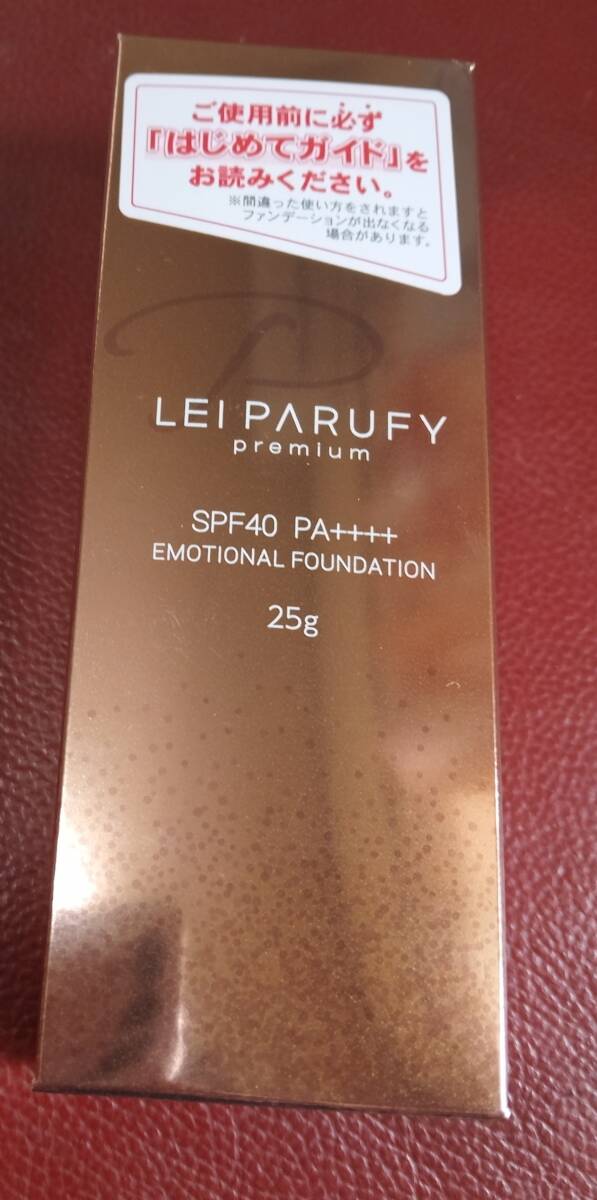 ご使用前に必ず
「はじめてガイド」を
お読みください。
※間違った使い方をされますと
ファンデーションが出なくなる
場合があります。
P
LEI PARUFY
premium
SPF40 PA++++
EMOTIONAL FOUNDATION
25g